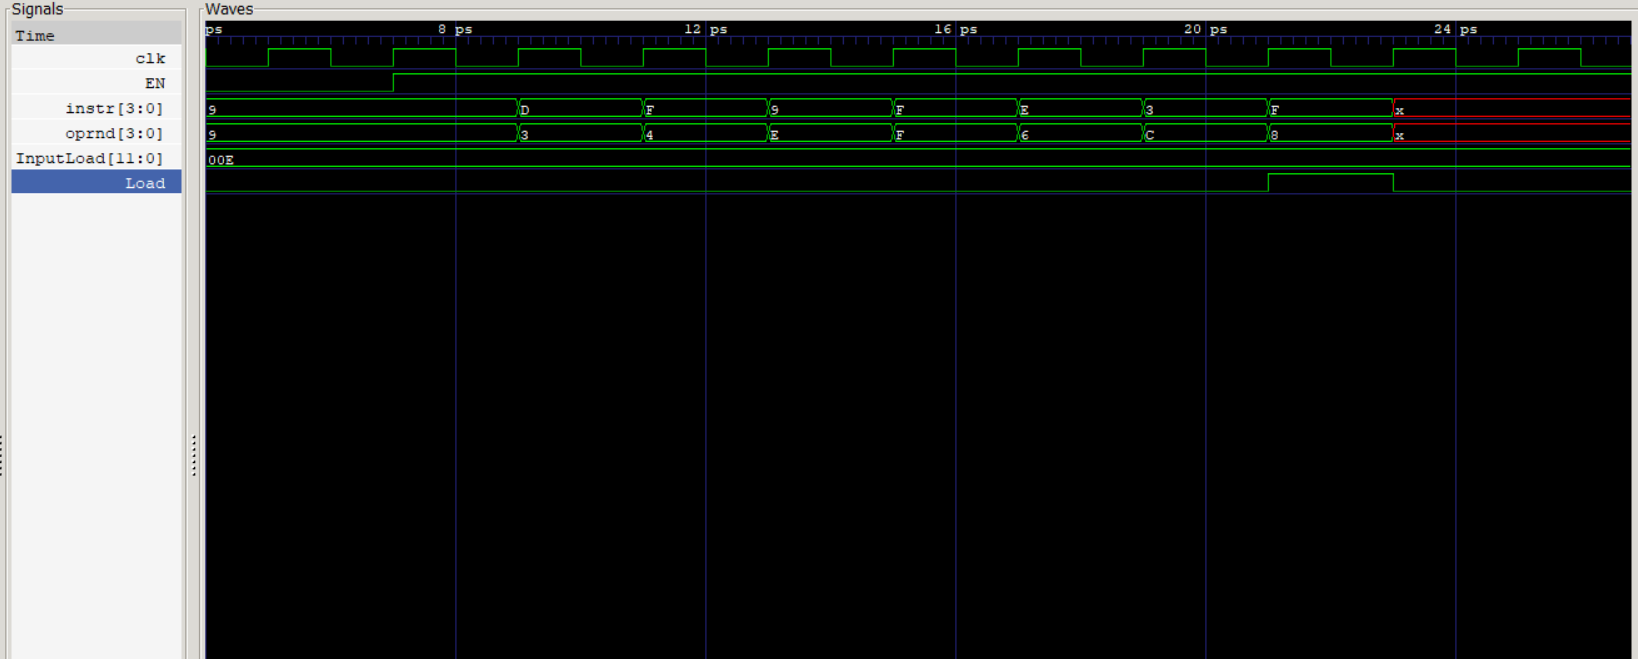 Signals Waves
Time ps 8 ps 12 ps 16 ps 20 ps 24 ps
clk
EN
instr[3:0] 9 D F 9 F E 3 F x
oprnd[3:0] 9 3 4 E F 6 C 8 x
InputLoad[11:0] 00E
Load